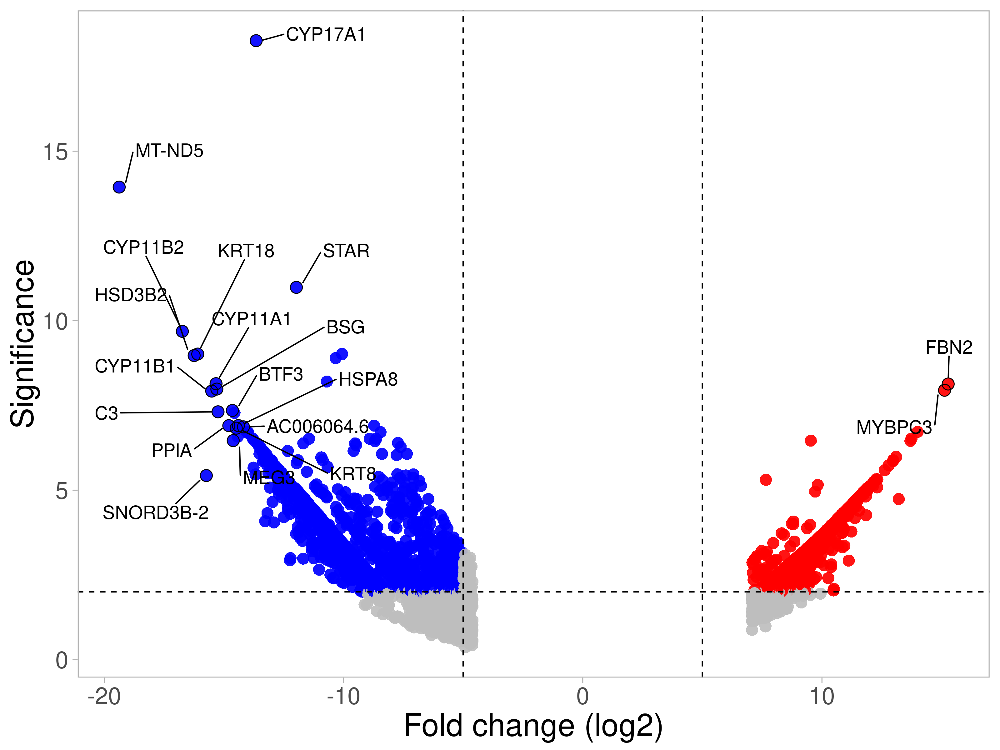 CYP17A1
MT-ND5
CYP11B2
KRT18
STAR
HSD3B2
CYP11A1
BSG
FBN2
CYP11B1
BTF3
HSPA8
C3
AC006064.6
MYBPC3
PPIA
KRT8
MEG3
SNORD3B-2
Significance
15
10
5
0
-20
-10
0
10
Fold change (log2)